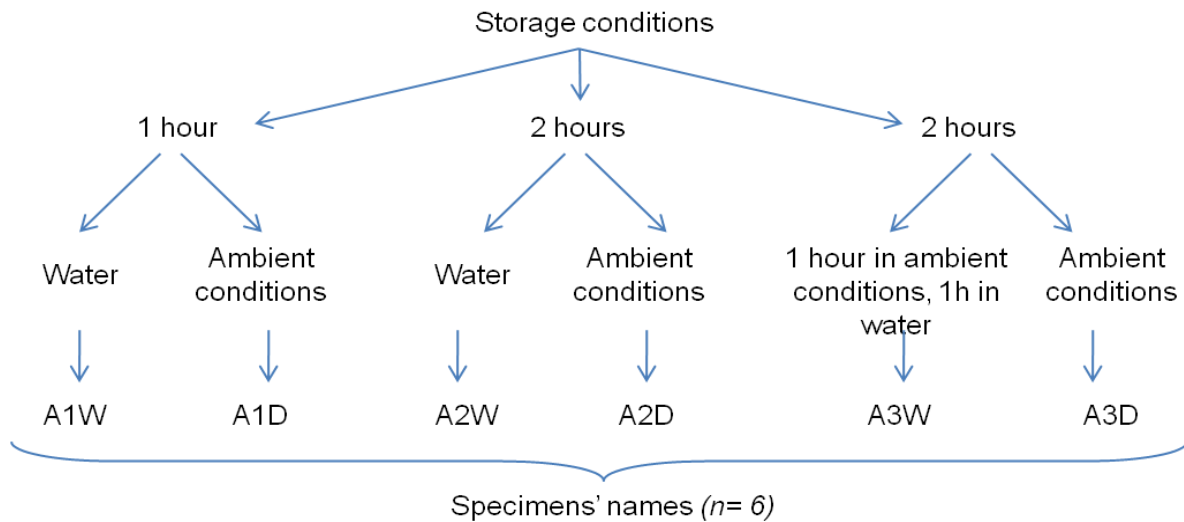 Storage conditions
1 hour
2 hours
2 hours
Water
Ambient
conditions
Water
Ambient
conditions
1 hour in ambient
conditions, 1h in
water
Ambient
conditions
A1W
A1D
A2W
A2D
A3W
A3D
Specimens’ names (n= 6)